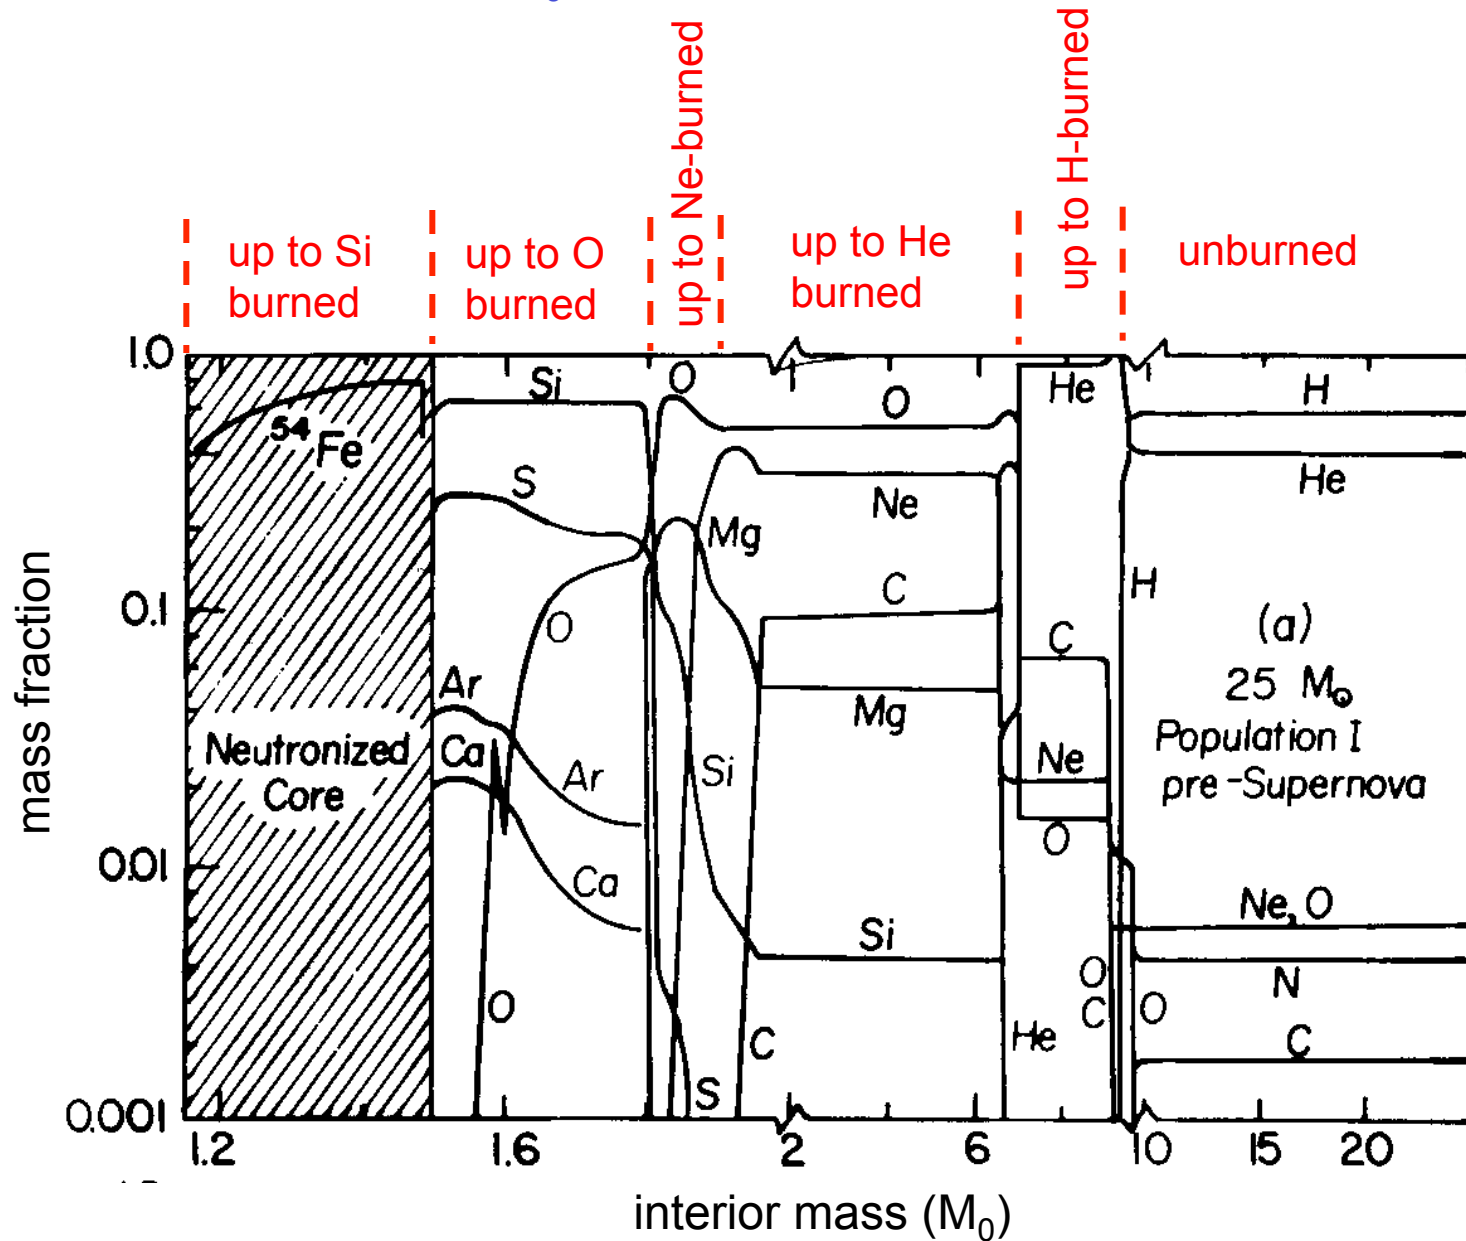 up to Ne-burned
up to H-burned
up to Si
burned
up to O
burned
up to He
burned
unburned
1.0
0.1
0.01
0.001
mass fraction
54Fe
Neutronized
Core
Si
S
O
Ar
Ca
Ar
Ca
O
O
Mg
Si
S
C
O
Ne
C
Mg
Si
He
He
C
Ne
O
O
C
O
H
H
He
(a)
25 M⊙
Population I
pre-Supernova
Ne, O
N
C
1.2
1.6
2
6
10
15
20
interior mass (M0)